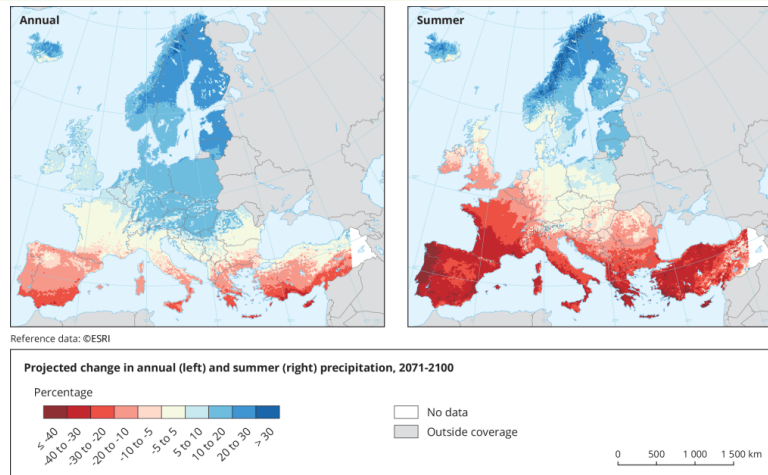 Annual
Summer
Reference data: ©ESRI
Projected change in annual (left) and summer (right) precipitation, 2071-2100
Percentage
≤ -40
-40 to -30
-30 to -20
-20 to -10
-10 to -5
-5 to 5
5 to 10
10 to 20
20 to 30
> 30
No data
Outside coverage
0 500 1 000 1 500 km